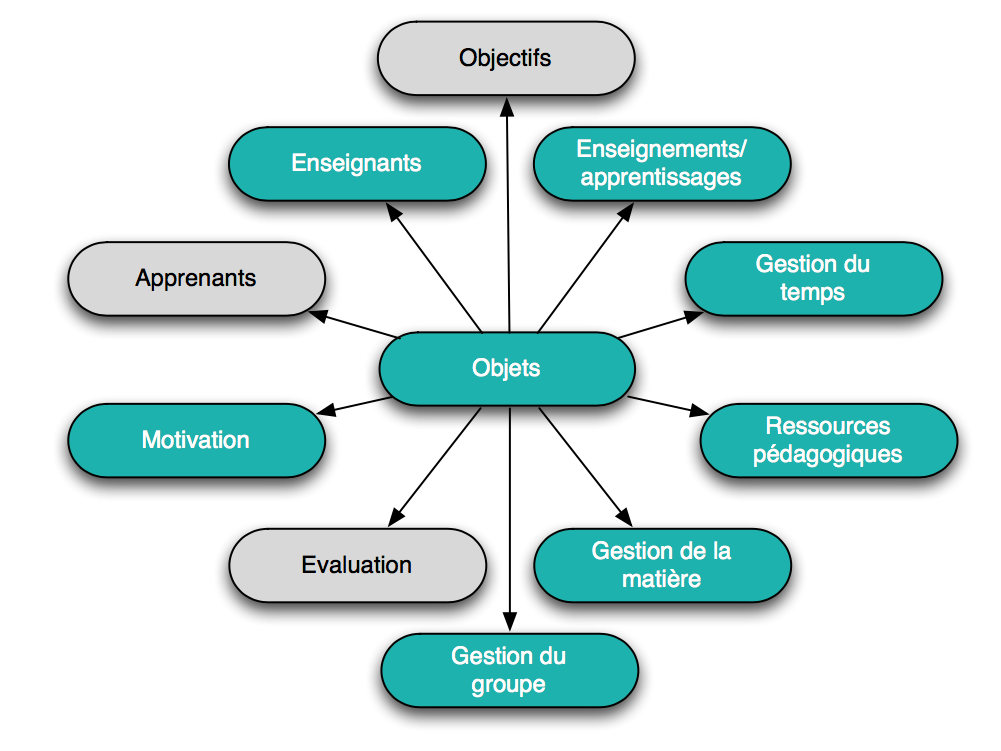 Objectifs
Enseignants
Enseignements/
apprentissages
Apprenants
Gestion du
temps
Objets
Motivation
Ressources
pédagogiques
Evaluation
Gestion de la
matière
Gestion du
groupe